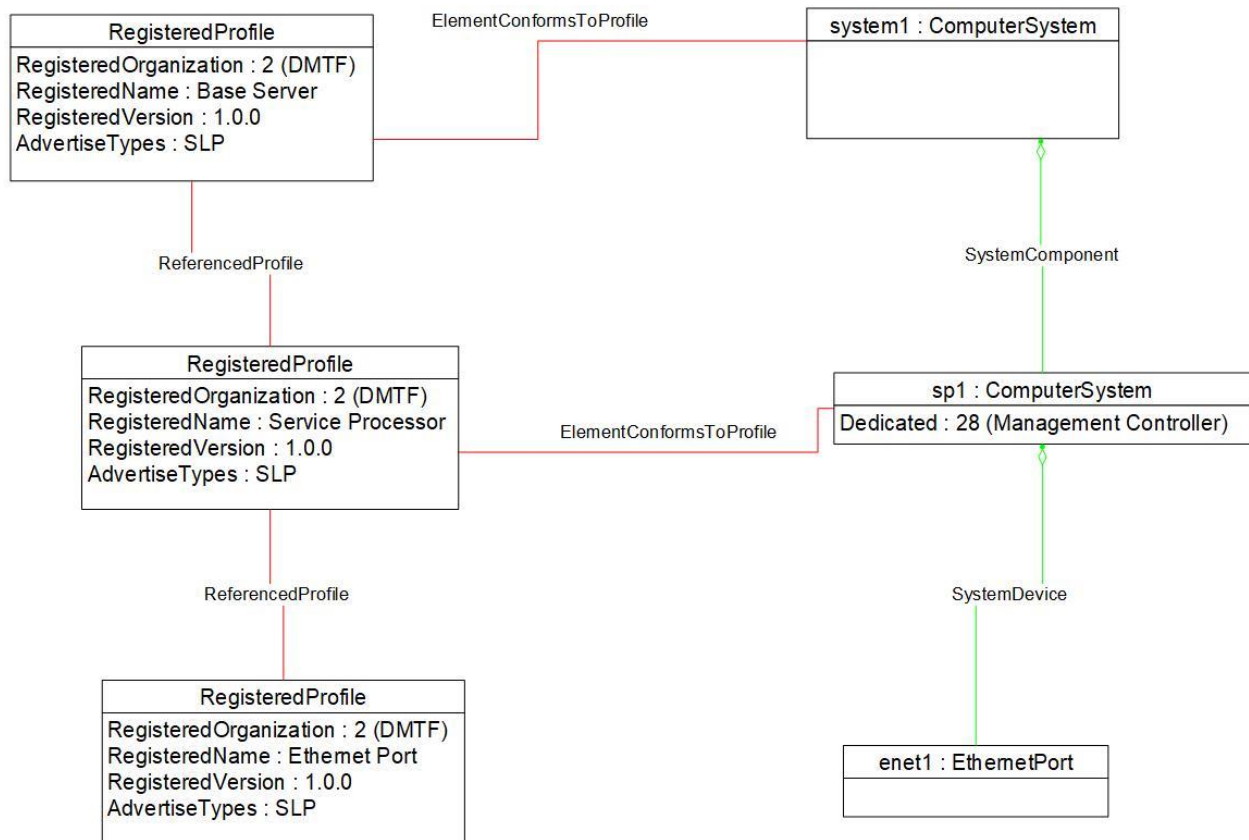 RegisteredProfile
RegisteredOrganization : 2 (DMTF)
RegisteredName : Base Server
RegisteredVersion : 1.0.0
AdvertiseTypes : SLP
ElementConformsToProfile
system1 : ComputerSystem
ReferencedProfile
SystemComponent
RegisteredProfile
RegisteredOrganization : 2 (DMTF)
RegisteredName : Service Processor
RegisteredVersion : 1.0.0
AdvertiseTypes : SLP
ElementConformsToProfile
sp1 : ComputerSystem
Dedicated : 28 (Management Controller)
ReferencedProfile
SystemDevice
RegisteredProfile
RegisteredOrganization : 2 (DMTF)
RegisteredName : Ethernet Port
RegisteredVersion : 1.0.0
AdvertiseTypes : SLP
enet1 : EthernetPort